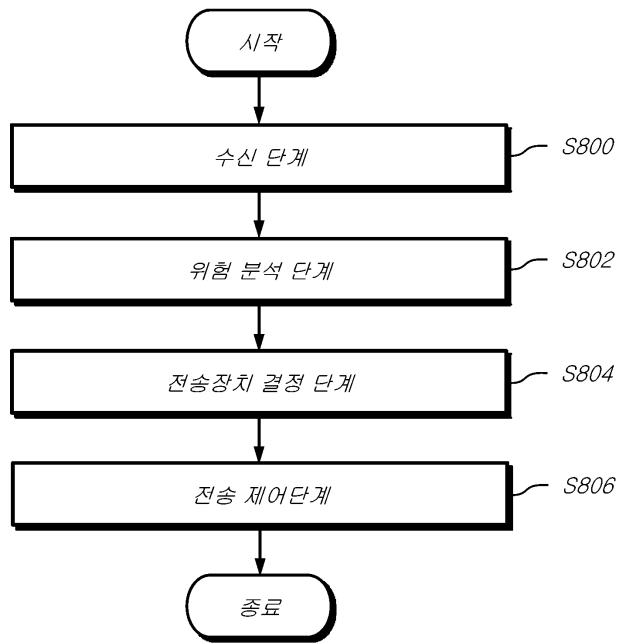 시작
수신 단계
S800
위험 분석 단계
S802
전송장치 결정 단계
S804
전송 제어단계
S806
종료